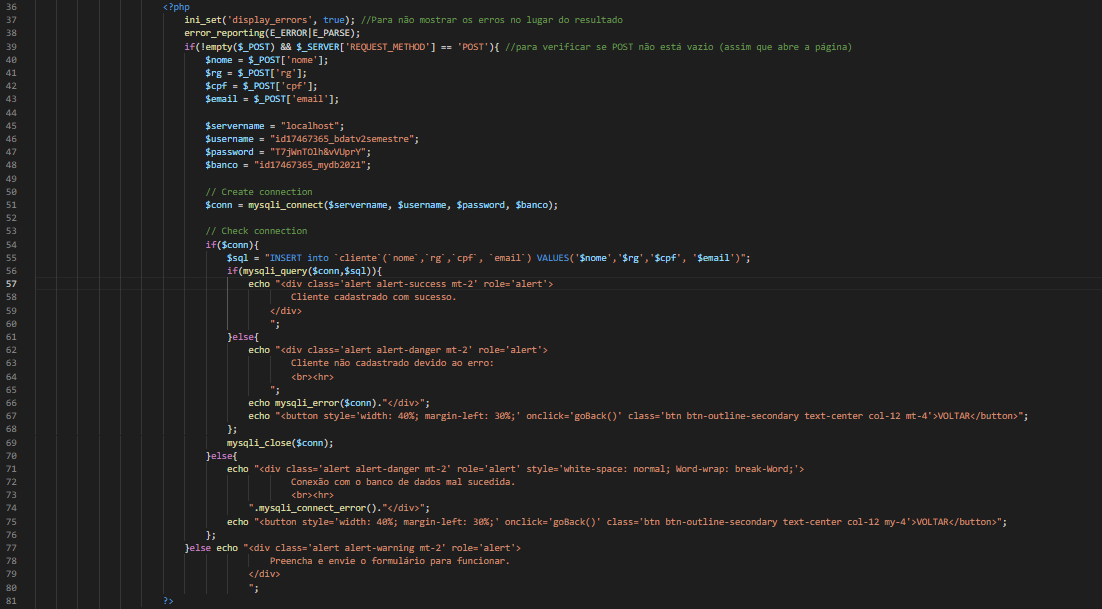 36 <?php
37 ini_set('display_errors', true); //Para não mostrar os erros no lugar do resultado
38 error_reporting(E_ERROR|E_PARSE);
39 if(!empty($_POST) && $_SERVER['REQUEST_METHOD'] == 'POST'){ //para verificar se POST não está vazio (assim que abre a página)
40 $nome = $_POST['nome'];
41 $rg = $_POST['rg'];
42 $cpf = $_POST['cpf'];
43 $email = $_POST['email'];
44
45 $servername = "localhost";
46 $username = "id17467365_bdatv2semestre";
47 $password = "T7jWnTOlh&vVUprY";
48 $banco = "id17467365_mydb2021";
49
50 // Create connection
51 $conn = mysqli_connect($servername, $username, $password, $banco);
52
53 // Check connection
54 if($conn){
55 $sql = "INSERT into `cliente`(`nome`,`rg`,`cpf`, `email`) VALUES('$nome','$rg','$cpf', '$email')";
56 if(mysqli_query($conn,$sql)){
57 echo "<div class='alert alert-success mt-2' role='alert'>
58 Cliente cadastrado com sucesso.
59 </div>
60 ";
61 }else{
62 echo "<div class='alert alert-danger mt-2' role='alert'>
63 Cliente não cadastrado devido ao erro:
64 <br><hr>
65 ";
66 echo mysqli_error($conn)."</div>";
67 echo "<button style='width: 40%; margin-left: 30%;' onclick='goBack()' class='btn btn-outline-secondary text-center col-12 mt-4'>VOLTAR</button>";
68 };
69 mysqli_close($conn);
70 }else{
71 echo "<div class='alert alert-danger mt-2' role='alert' style='white-space: normal; Word-wrap: break-Word;'>
72 Conexão com o banco de dados mal sucedida.
73 <br><hr>
74 ".mysqli_connect_error()."</div>";
75 echo "<button style='width: 40%; margin-left: 30%;' onclick='goBack()' class='btn btn-outline-secondary text-center col-12 my-4'>VOLTAR</button>";
76 };
77 }else echo "<div class='alert alert-warning mt-2' role='alert'>
78 Preencha e envie o formulário para funcionar.
79 </div>
80 ";
81 ?>